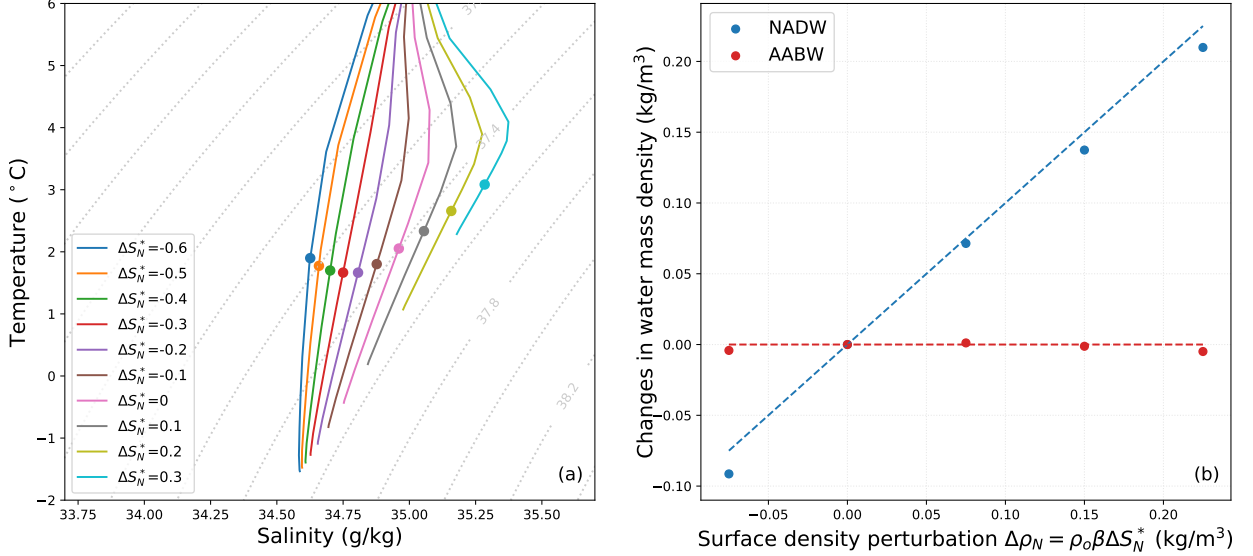 6
5
4
3
2
1
0
−1
−2
Temperature (°C)
33.75
34.00
34.25
34.50
34.75
35.00
35.25
35.50
Salinity (g/kg)
37.4
37.8
38.2
ΔS*N=-0.6
ΔS*N=-0.5
ΔS*N=-0.4
ΔS*N=-0.3
ΔS*N=-0.2
ΔS*N=-0.1
ΔS*N=0
ΔS*N=0.1
ΔS*N=0.2
ΔS*N=0.3
(a)
Changes in water mass density (kg/m³)
0.20
0.15
0.10
0.05
0.00
−0.05
−0.10
NADW
AABW
(b)
−0.05
0.00
0.05
0.10
0.15
0.20
Surface density perturbation ΔρN = ρoβΔS*N (kg/m³)